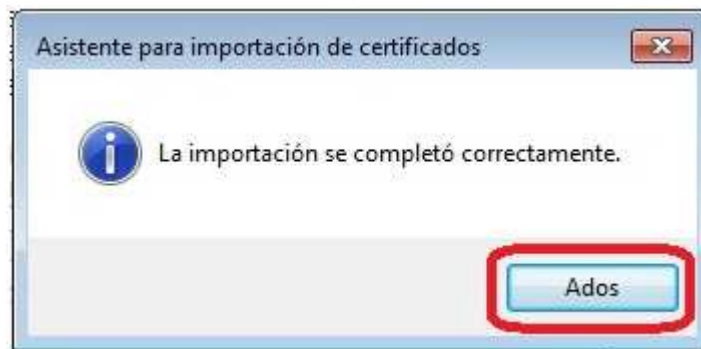 Asistente para importación de certificados
La importación se completó correctamente.
Ados